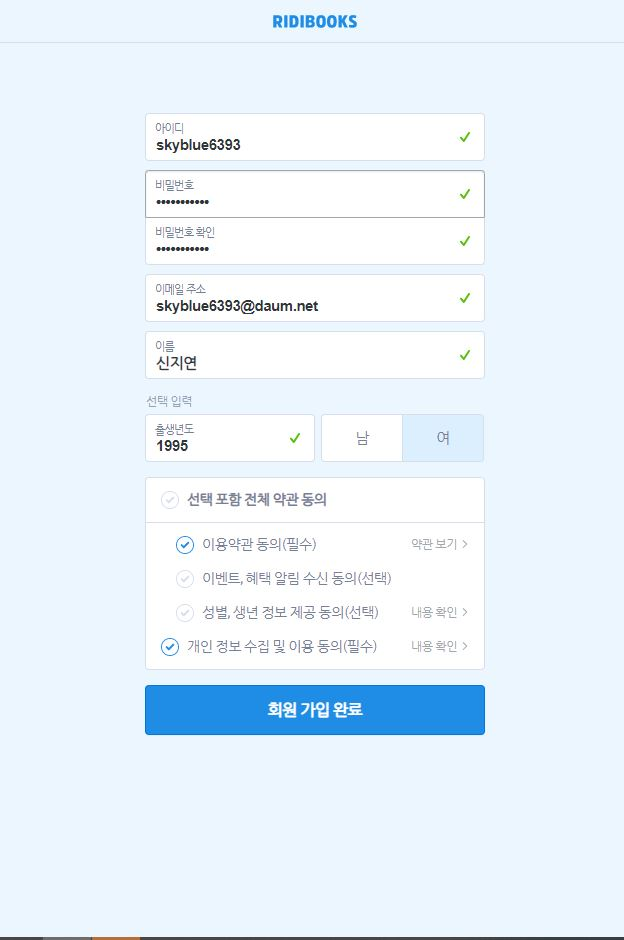 RIDIBOOKS
아이디
skyblue6393
비밀번호
•••••••••••
비밀번호 확인
•••••••••••
이메일 주소
skyblue6393@daum.net
이름
신지연
선택 입력
출생년도
1995
남
여
선택 포함 전체 약관 동의
이용약관 동의(필수) 약관 보기
이벤트, 혜택 알림 수신 동의(선택)
성별, 생년 정보 제공 동의(선택) 내용 확인
개인 정보 수집 및 이용 동의(필수) 내용 확인
회원 가입 완료